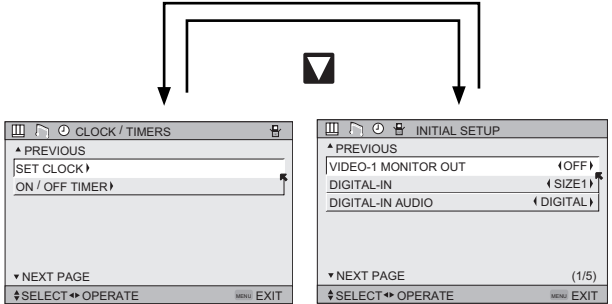 CLOCK / TIMERS
PREVIOUS
SET CLOCK
ON / OFF TIMER
NEXT PAGE
SELECT OPERATE MENU EXIT
INITIAL SETUP
PREVIOUS
VIDEO-1 MONITOR OUT OFF
DIGITAL-IN SIZE1
DIGITAL-IN AUDIO DIGITAL
NEXT PAGE (1/5)
SELECT OPERATE MENU EXIT